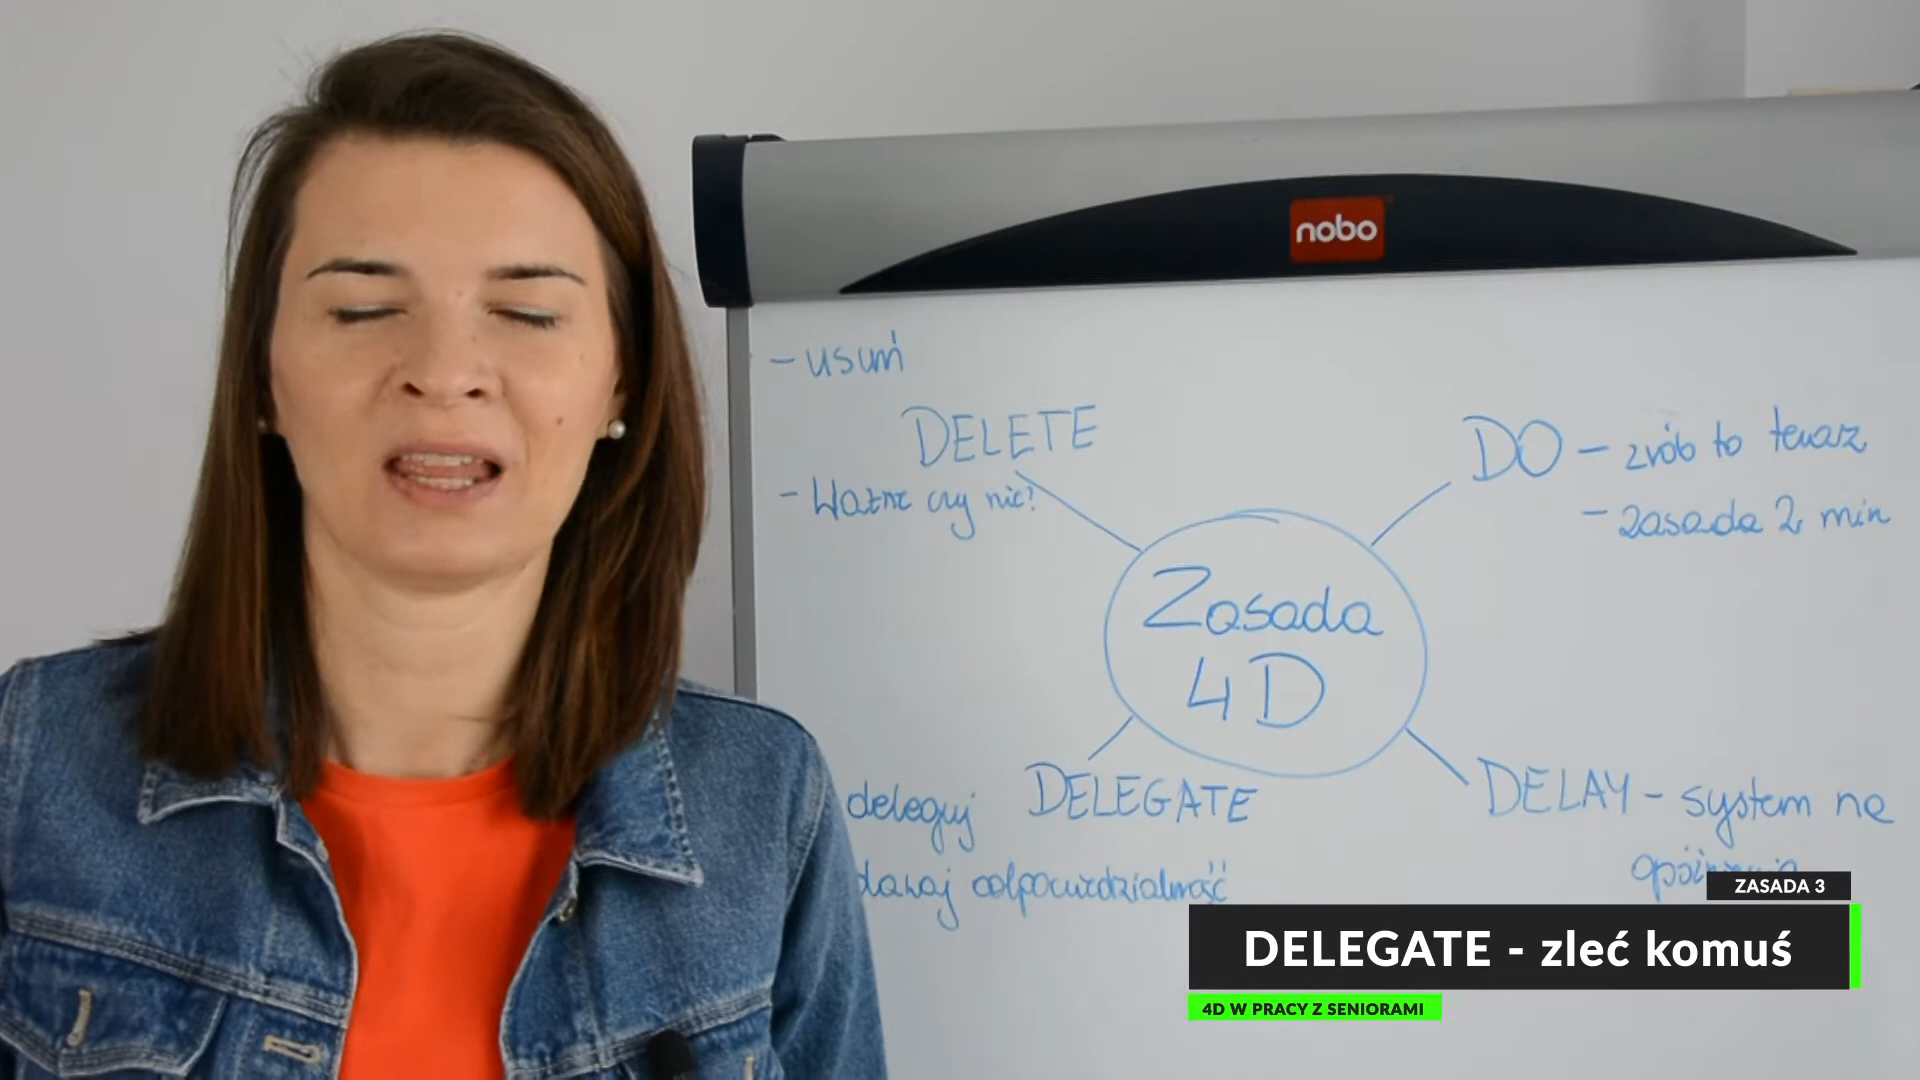 nobo
- usuń
DELETE
- Ważne czy nie?
DO - zrób to teraz
- zasada 2 min
Zasada
4D
deleguj
DELEGATE
dawaj odpowiedzialność
DELAY - system na
ZASADA 3
DELEGATE - zleć komuś
4D W PRACY Z SENIORAMI